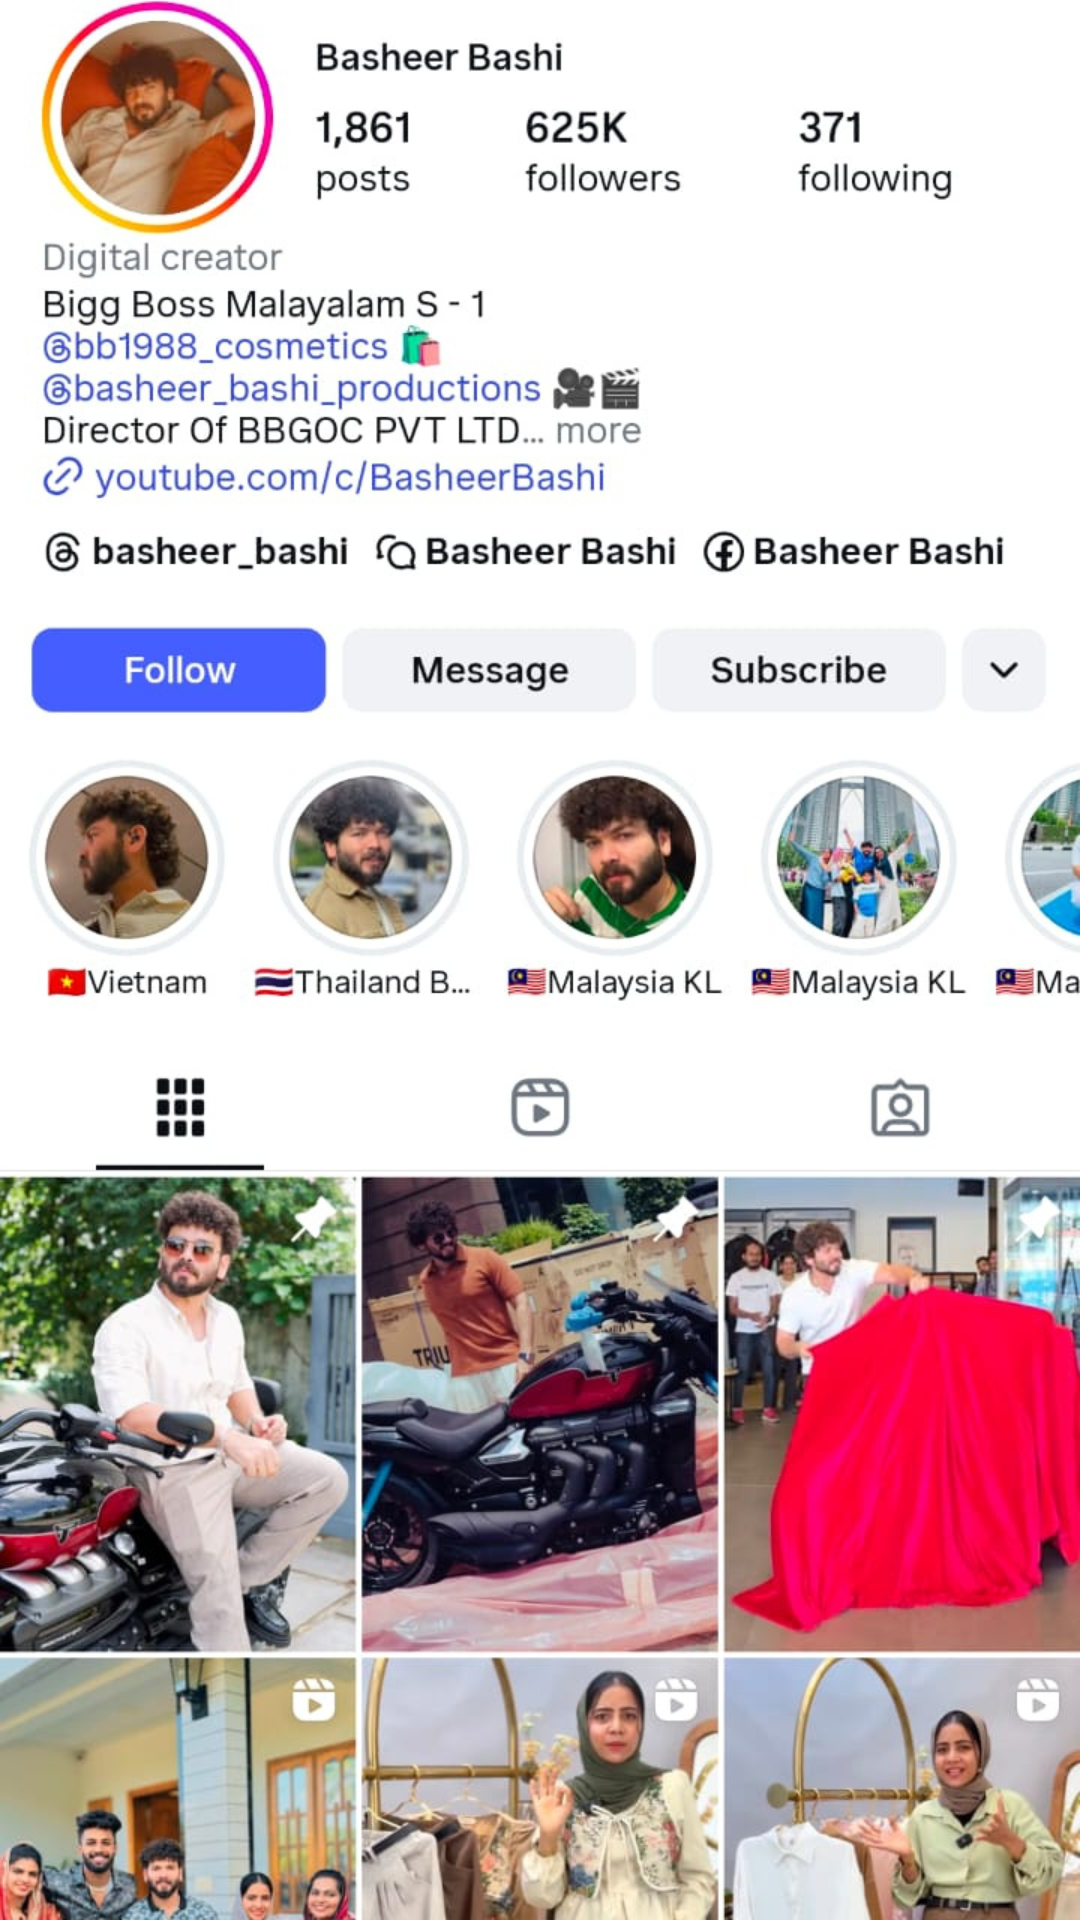 Basheer Bashi
1,861 625K 371
posts followers following
Digital creator
Bigg Boss Malayalam S - 1
@bb1988_cosmetics 🛍️
@basheer_bashi_productions 🎥🎬
Director Of BBGOC PVT LTD... more
youtube.com/c/BasheerBashi
basheer_bashi Basheer Bashi Basheer Bashi
Follow Message Subscribe
🇻🇳Vietnam 🇹🇭Thailand B... 🇲🇾Malaysia KL 🇲🇾Malaysia KL 🇲🇾Ma
TRIU